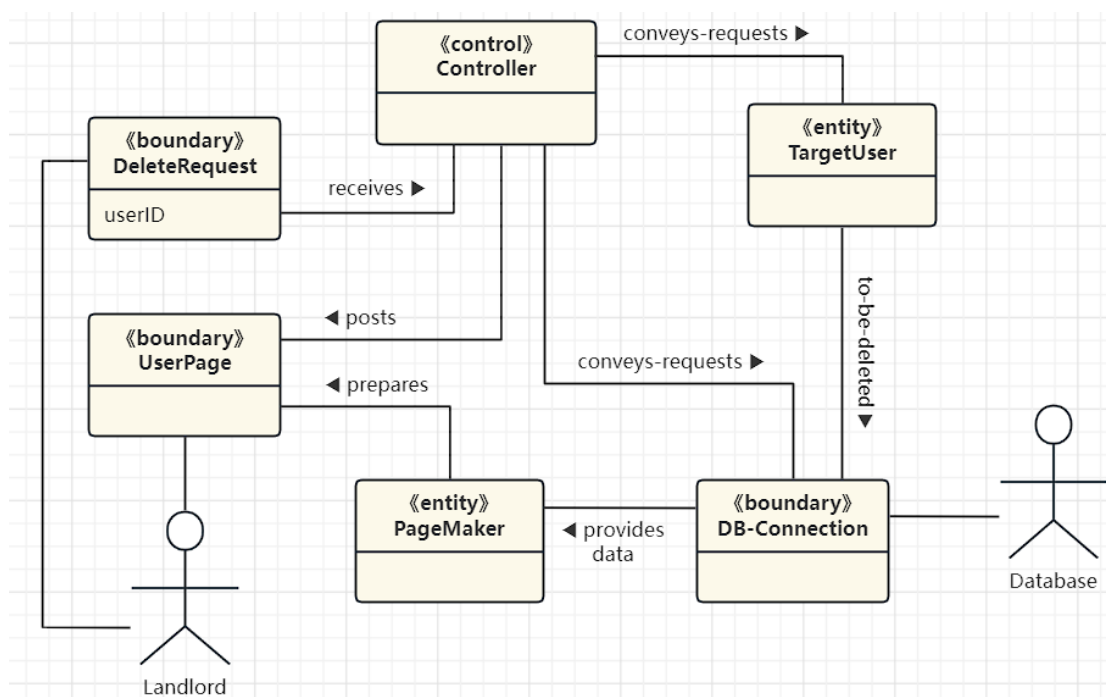 《control》
Controller
conveys-requests ▶
《boundary》
DeleteRequest
userID
receives ▶
《entity》
TargetUser
◀ posts
《boundary》
UserPage
◀ prepares
conveys-requests ▶
to-be-deleted ▶
《entity》
PageMaker
◀ provides
data
《boundary》
DB-Connection
Database
Landlord